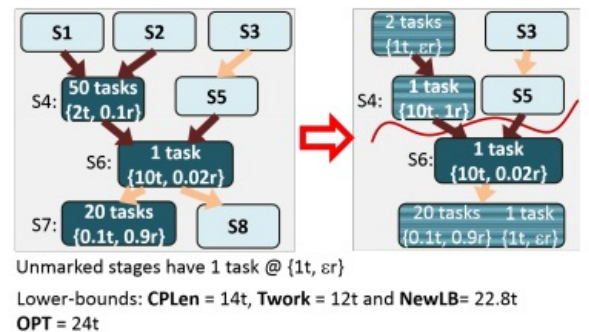 S1 S2 S3
S4: 50 tasks {2t, 0.1r} S5
S6: 1 task {10t, 0.02r}
S7: 20 tasks {0.1t, 0.9r} S8
2 tasks {1t, εr} S3
S4: 1 task {10t, 1r} S5
S6: 1 task {10t, 0.02r}
20 tasks {0.1t, 0.9r} 1 task {1t, εr}
Unmarked stages have 1 task @ {1t, εr}
Lower-bounds: CPLen = 14t, Twork = 12t and NewLB= 22.8t
OPT = 24t